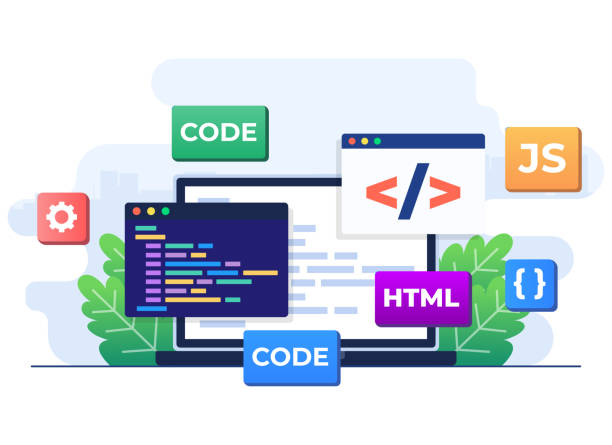 CODE
</>
JS
{}
HTML
CODE